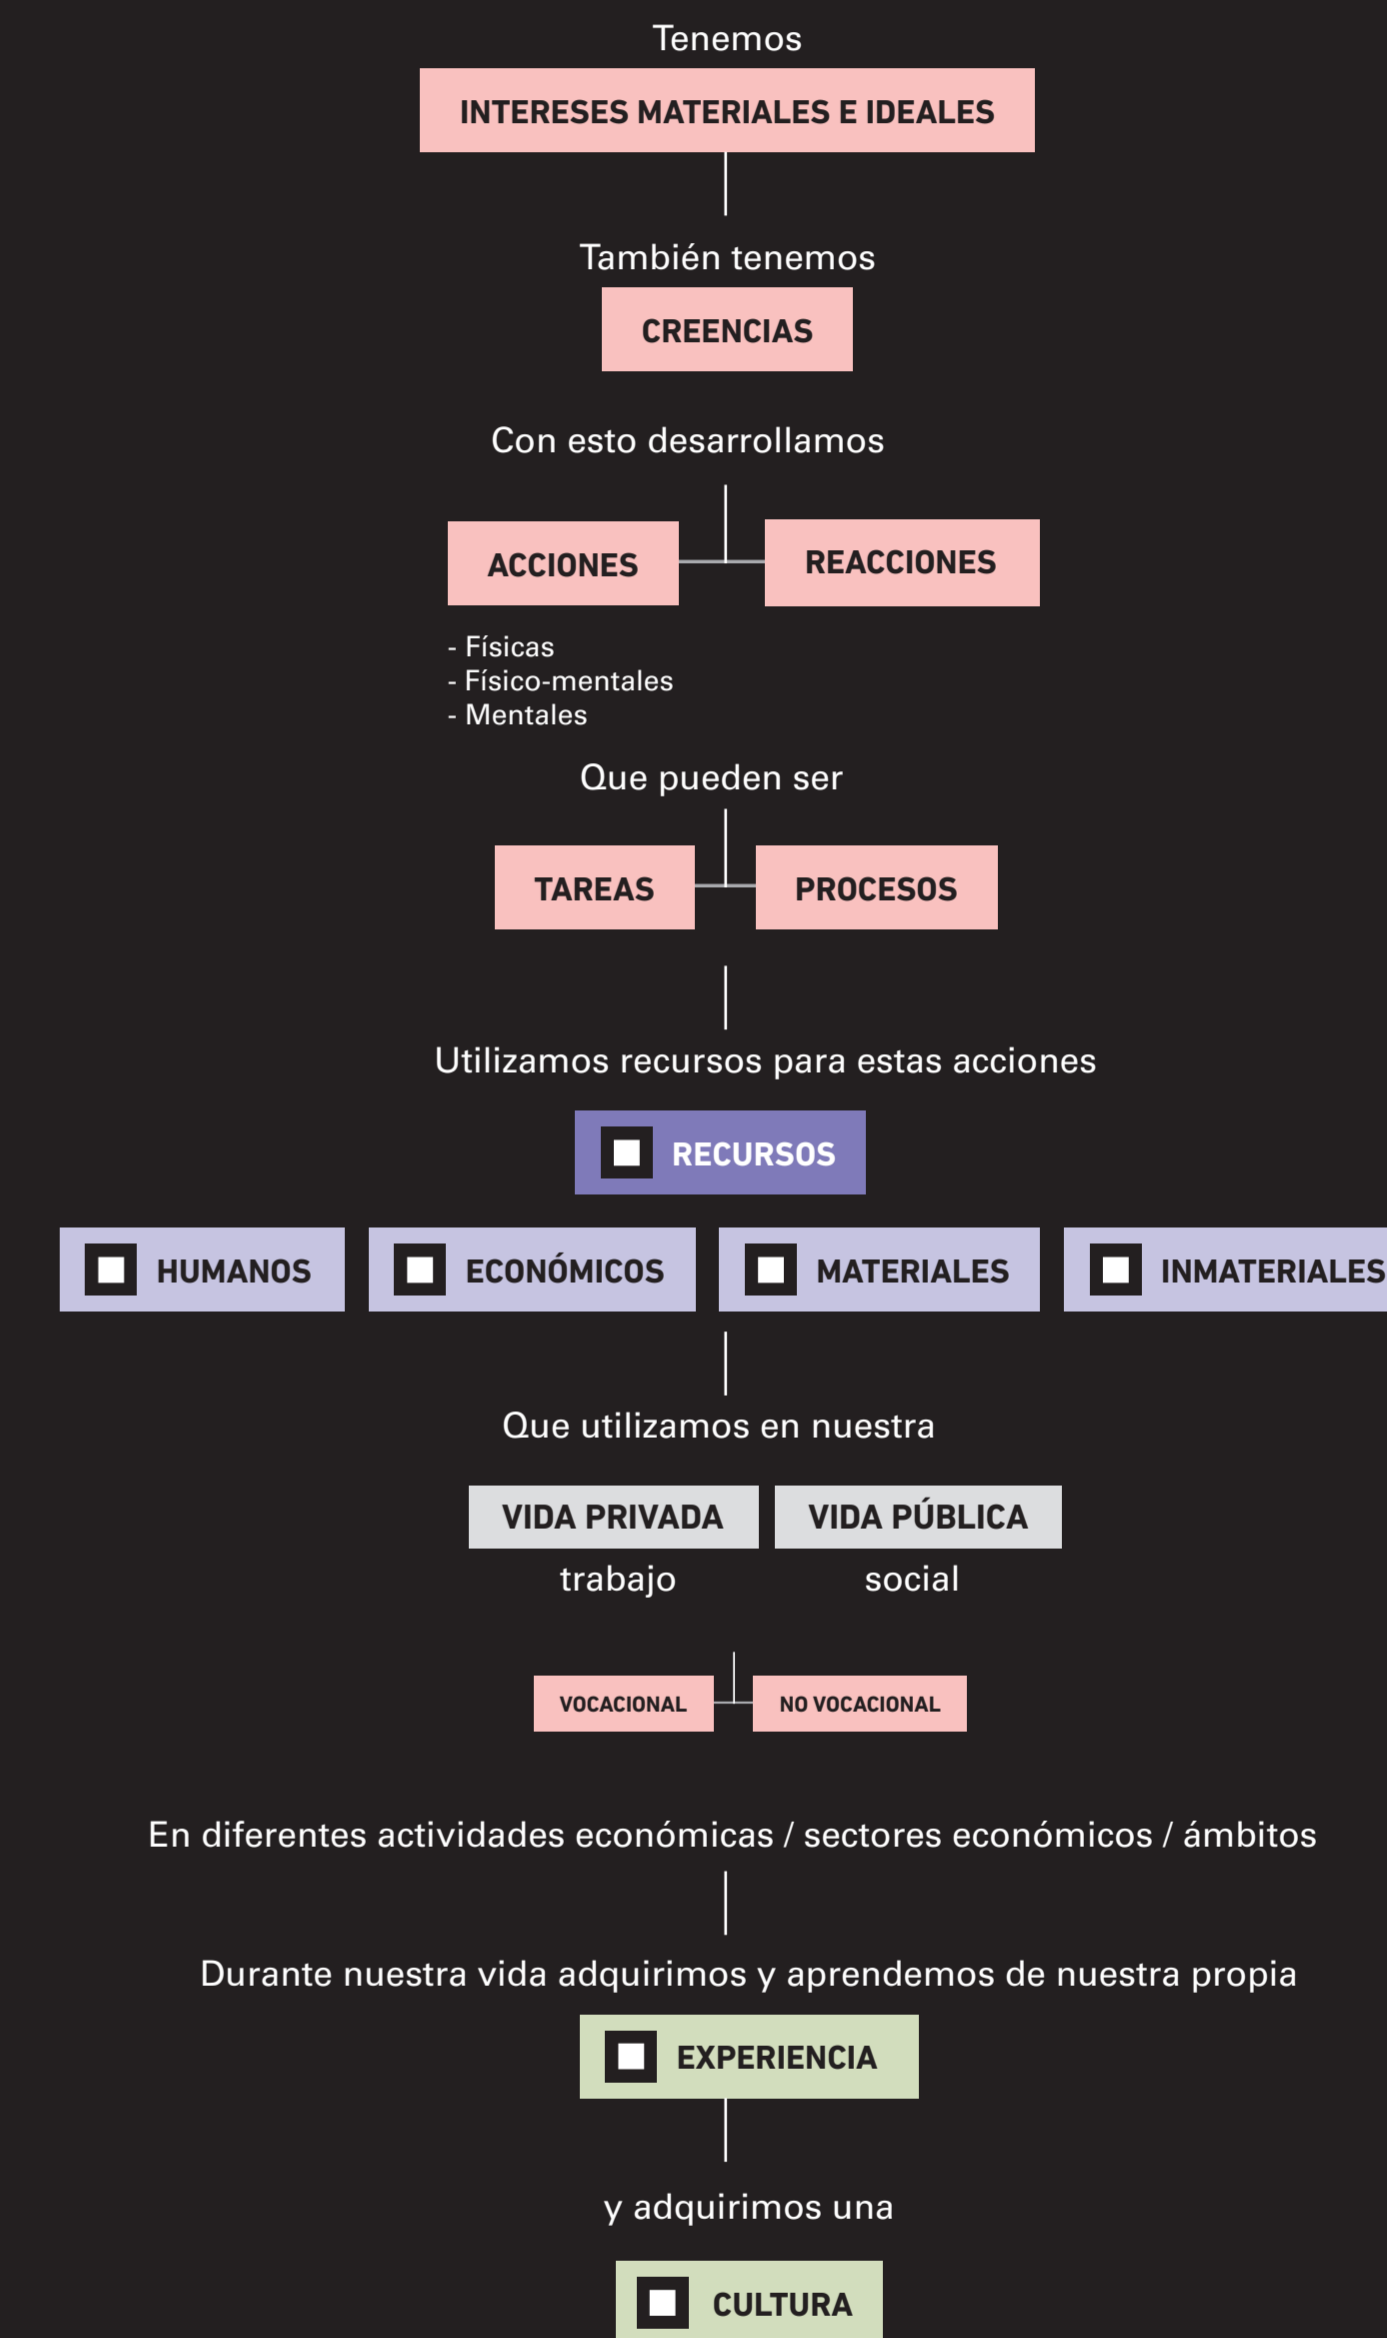 Tenemos
INTERESES MATERIALES E IDEALES
También tenemos
CREENCIAS
Con esto desarrollamos
ACCIONES
REACCIONES
- Físicas
- Físico-mentales
- Mentales
Que pueden ser
TAREAS
PROCESOS
Utilizamos recursos para estas acciones
RECURSOS
HUMANOS
ECONÓMICOS
MATERIALES
INMATERIALES
Que utilizamos en nuestra
VIDA PRIVADA
VIDA PÚBLICA
trabajo
social
VOCACIONAL
NO VOCACIONAL
En diferentes actividades económicas / sectores económicos / ámbitos
Durante nuestra vida adquirimos y aprendemos de nuestra propia
EXPERIENCIA
y adquirimos una
CULTURA